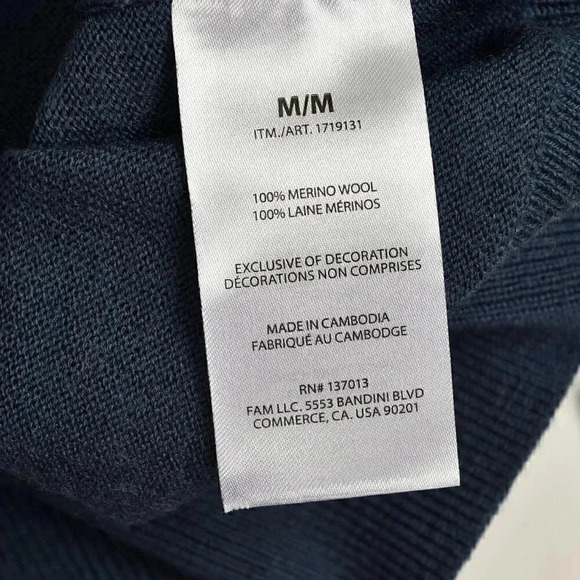 M/M
ITM./ART. 1719131
100% MERINO WOOL
100% LAINE MÉRINOS
EXCLUSIVE OF DECORATION
DÉCORATIONS NON COMPRISES
MADE IN CAMBODIA
FABRIQUÉ AU CAMBODGE
RN# 137013
FAM LLC. 5553 BANDINI BLVD
COMMERCE, CA. USA 90201